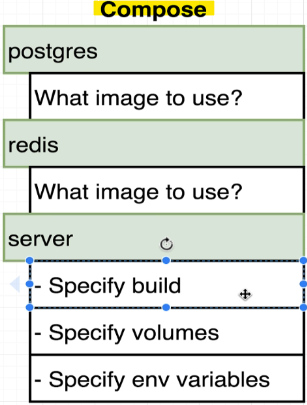 Compose
postgres
What image to use?
redis
What image to use?
server
- Specify build
- Specify volumes
- Specify env variables